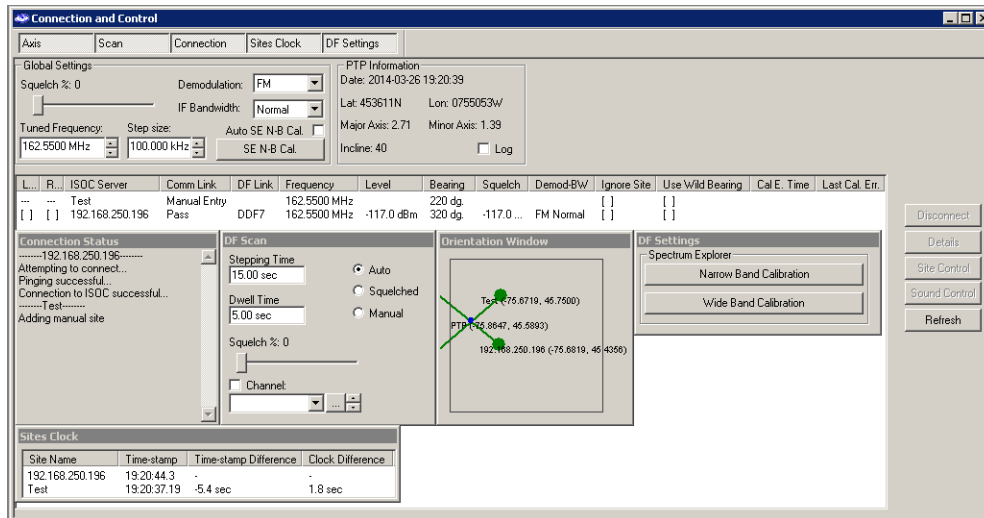 Connection and Control
Axis Scan Connection Sites Clock DF Settings
Global Settings
Squelch %: 0
Demodulation: FM
IF Bandwidth: Normal
Tuned Frequency: Step size: Auto SE N-B Cal.
162.5500 MHz 100.000 kHz SE N-B Cal.
PTP Information
Date: 2014-03-26 19:20:39
Lat: 453611N Lon: 0755053W
Major Axis: 2.71 Minor Axis: 1.39
Incline: 40 Log
L... R... ISOC Server Comm Link DF Link Frequency Level Bearing Squelch Demod-BW Ignore Site Use Wild Bearing Cal E. Time Last Cal. Err.
--- --- Test Manual Entry 162.5500 MHz 220 dg. [ ] [ ]
[ ] [ ] 192.168.250.196 Pass DDF7 162.5500 MHz -117.0 dBm 320 dg. -117.0 ... FM Normal [ ] [ ]
Disconnect
Details
Site Control
Sound Control
Refresh
Connection Status
--------192.168.250.196--------
Attempting to connect...
Pinging successful...
Connection to ISOC successful...
--------Test--------
Adding manual site
DF Scan
Stepping Time
15.00 sec
Auto
Squelched
Manual
Dwell Time
5.00 sec
Squelch %: 0
Channel:
...
Orientation Window
Test (-75.6719, 45.7500)
PTP (-75.8647, 45.5893)
192.168.250.196 (-75.6819, 45.4356)
DF Settings
Spectrum Explorer
Narrow Band Calibration
Wide Band Calibration
Sites Clock
Site Name Time-stamp Time-stamp Difference Clock Difference
192.168.250.196 19:20:44.3 - -
Test 19:20:37.19 -5.4 sec 1.8 sec